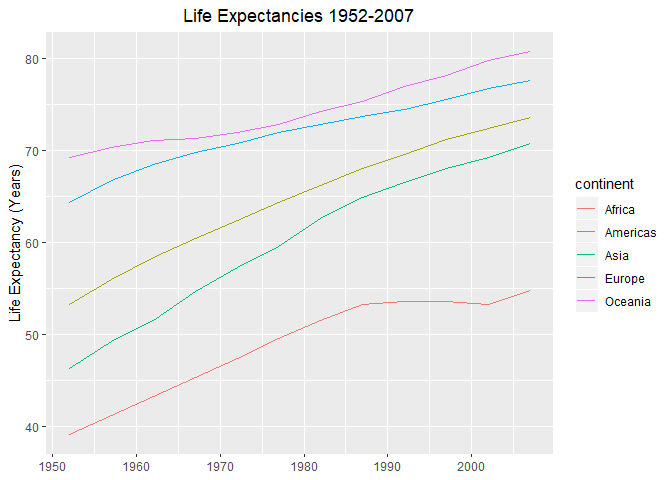 Life Expectancies 1952-2007
80
70
60
50
40
Life Expectancy (Years)
1950 1960 1970 1980 1990 2000
continent
Africa
Americas
Asia
Europe
Oceania